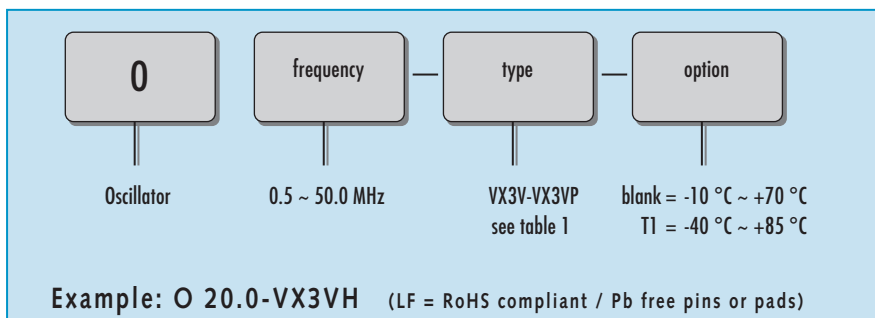 O
frequency — type — option
Oscillator
0.5 ~ 50.0 MHz
VX3V-VX3VP
see table 1
blank = -10 °C ~ +70 °C
T1 = -40 °C ~ +85 °C
Example: O 20.0-VX3VH (LF = RoHS compliant / Pb free pins or pads)